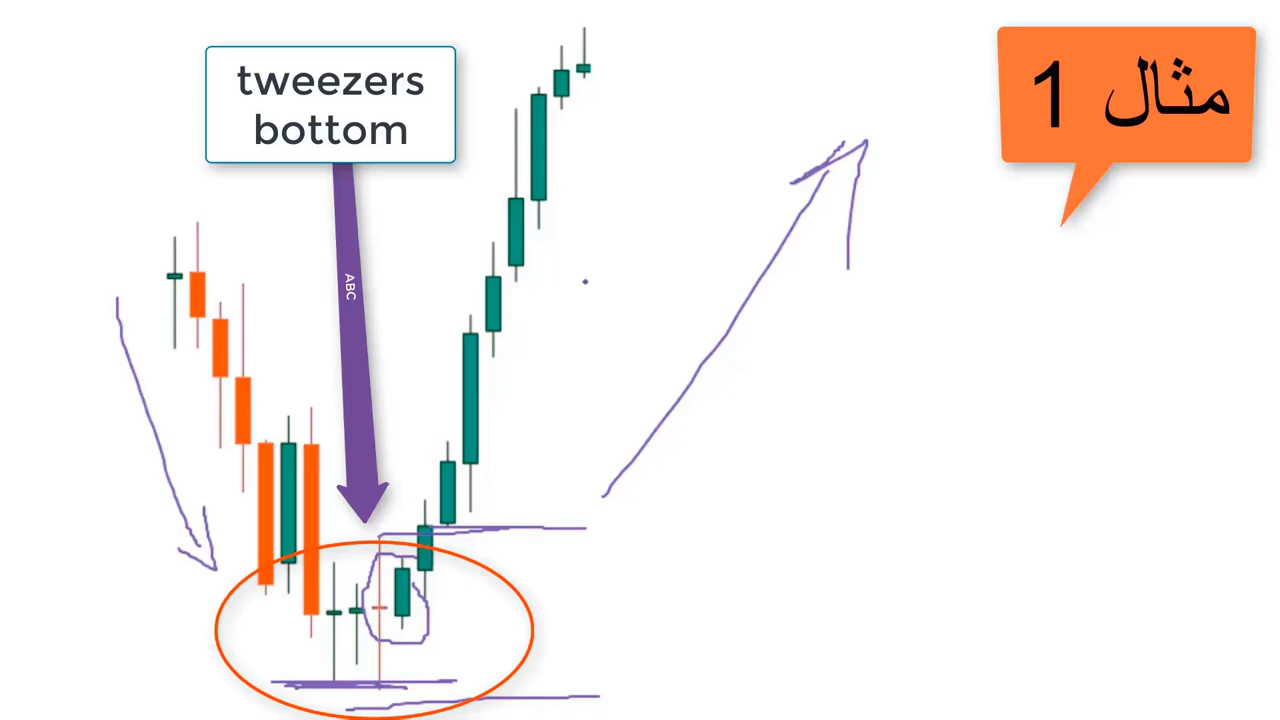 tweezers
bottom
مثال 1
ABC